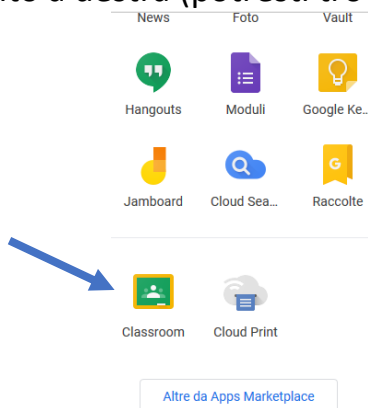 News Foto Vault
Hangouts Moduli Google Ke...
Jamboard Cloud Sea... Raccolte
Classroom Cloud Print
Altre da Apps Marketplace